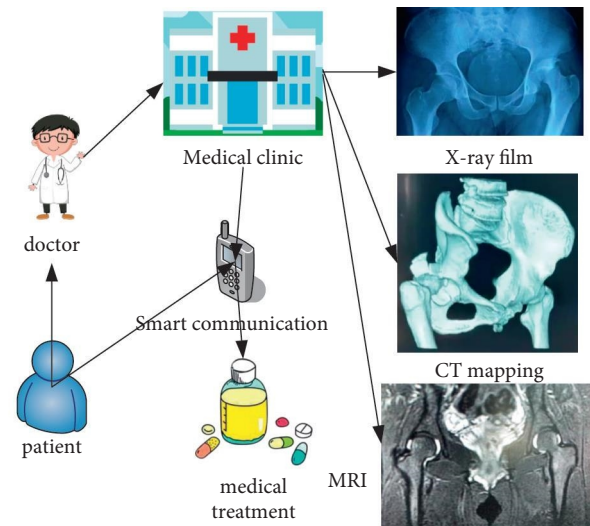 Medical clinic
X-ray film
doctor
Smart communication
CT mapping
patient
medical
treatment
MRI